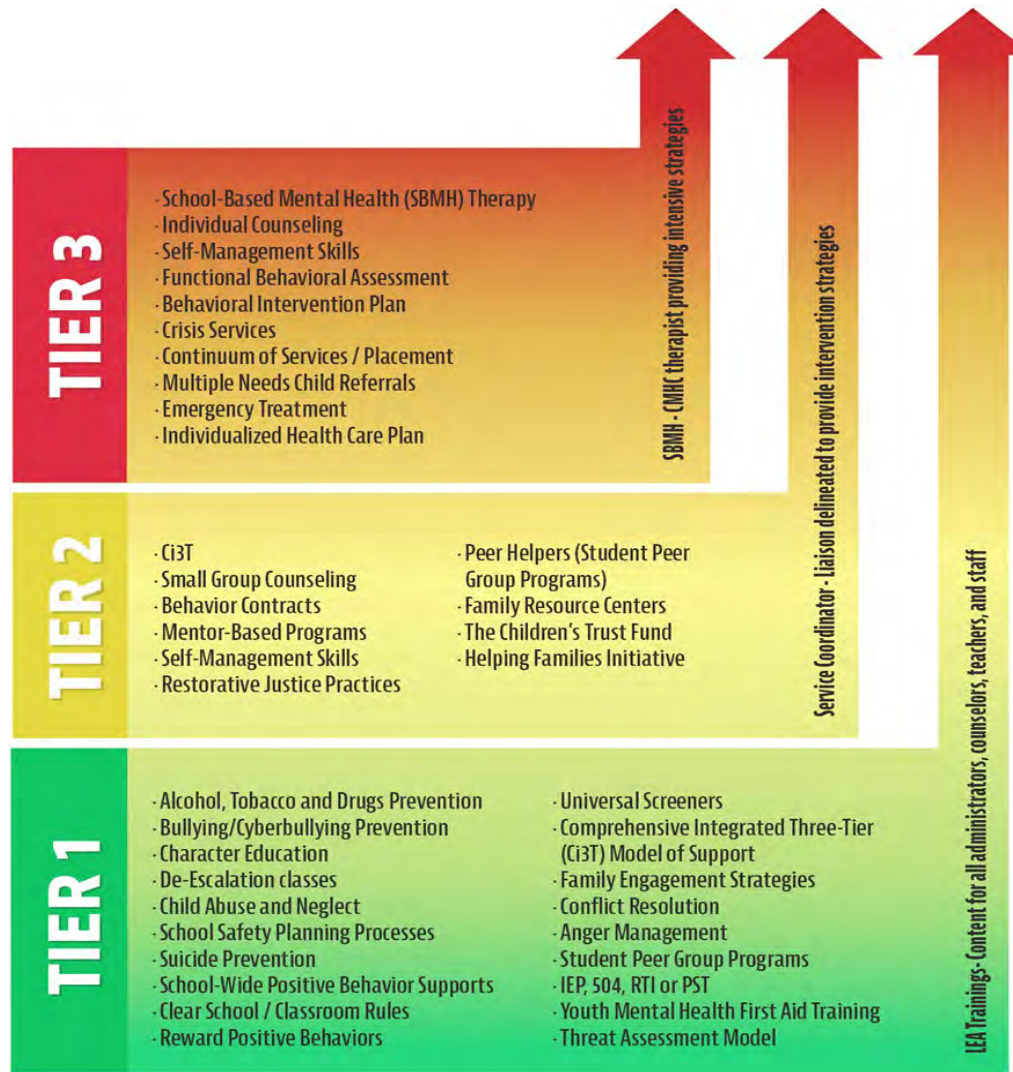 TIER 3
· School-Based Mental Health (SBMH) Therapy
· Individual Counseling
· Self-Management Skills
· Functional Behavioral Assessment
· Behavioral Intervention Plan
· Crisis Services
· Continuum of Services / Placement
· Multiple Needs Child Referrals
· Emergency Treatment
· Individualized Health Care Plan
SBMH - CMHC therapist providing intensive strategies
TIER 2
· Ci3T
· Small Group Counseling
· Behavior Contracts
· Mentor-Based Programs
· Self-Management Skills
· Restorative Justice Practices
· Peer Helpers (Student Peer
Group Programs)
· Family Resource Centers
· The Children's Trust Fund
· Helping Families Initiative
Service Coordinator - Liaison delineated to provide intervention strategies
TIER 1
· Alcohol, Tobacco and Drugs Prevention
· Bullying/Cyberbullying Prevention
· Character Education
· De-Escalation classes
· Child Abuse and Neglect
· School Safety Planning Processes
· Suicide Prevention
· School-Wide Positive Behavior Supports
· Clear School / Classroom Rules
· Reward Positive Behaviors
· Universal Screeners
· Comprehensive Integrated Three-Tier
(Ci3T) Model of Support
· Family Engagement Strategies
· Conflict Resolution
· Anger Management
· Student Peer Group Programs
· IEP, 504, RTI or PST
· Youth Mental Health First Aid Training
· Threat Assessment Model
LEA Trainings- Content for all administrators, counselors, teachers, and staff